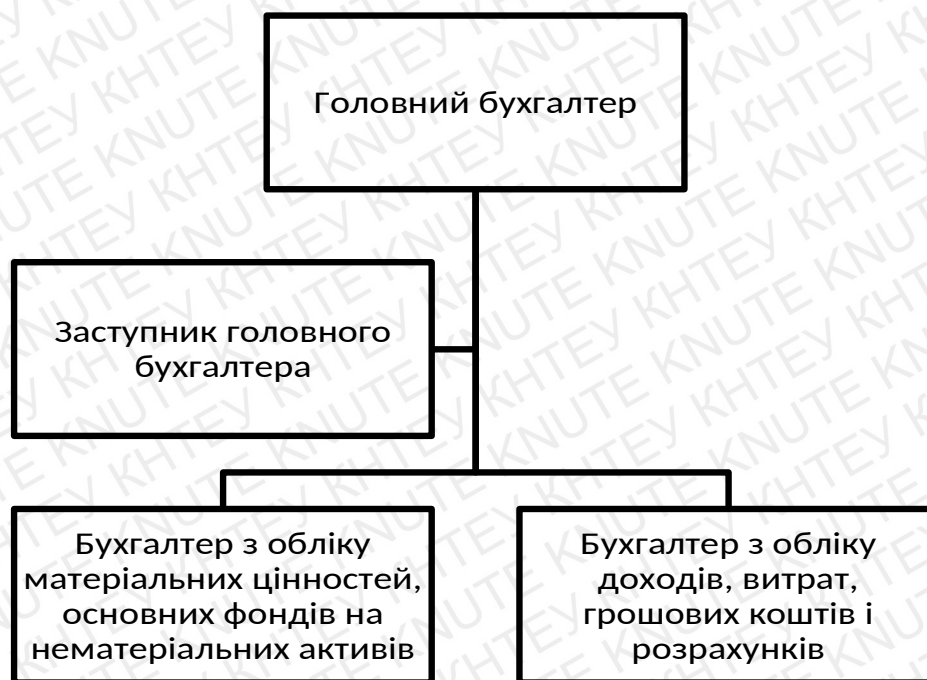 Головний бухгалтер
Заступник головного
бухгалтера
Бухгалтер з обліку
матеріальних цінностей,
основних фондів на
нематеріальних активів
Бухгалтер з обліку
доходів, витрат,
грошових коштів і
розрахунків